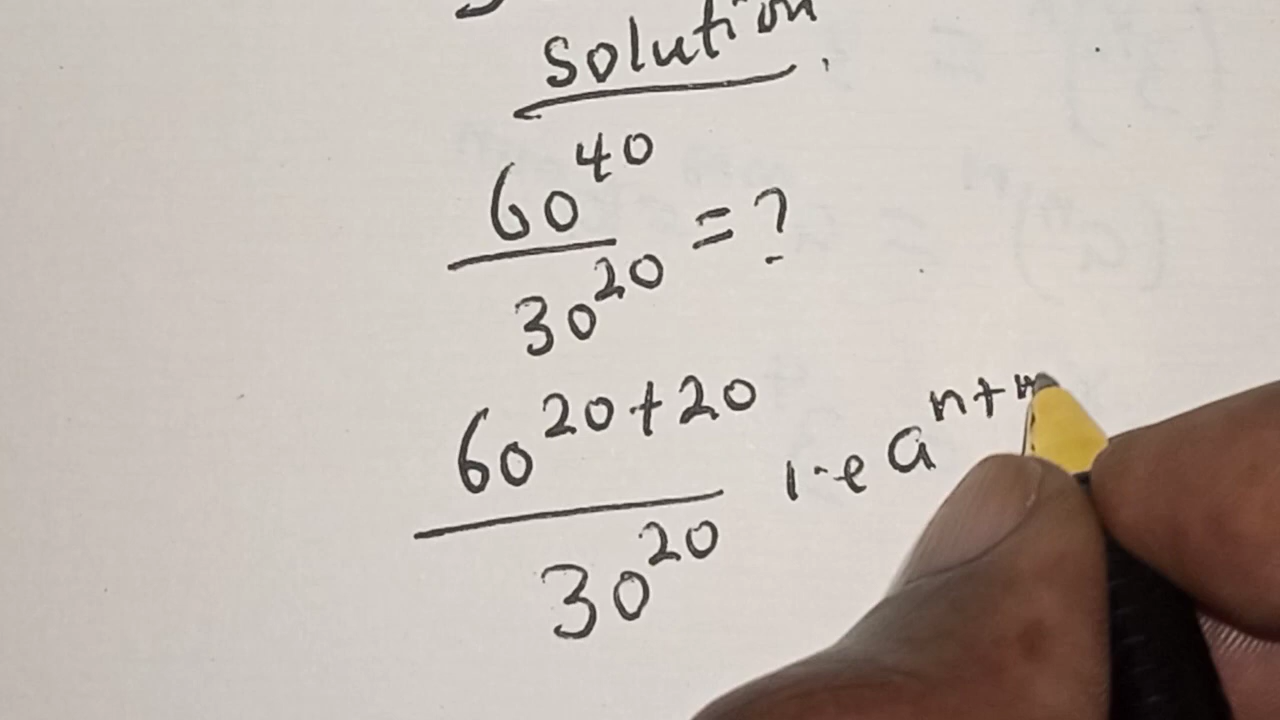 Solution.
60^40 / 30^20 = ?
60^20+20 / 30^20 i-e a^n+m